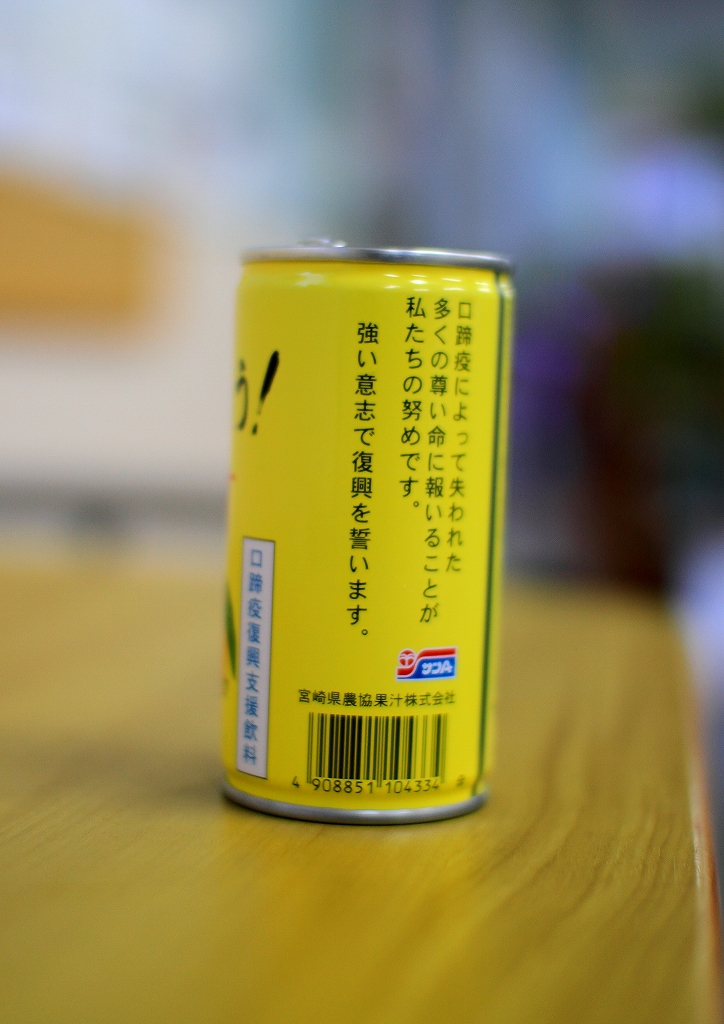 口蹄疫によって失われた
多くの尊い命に報いることが
私たちの努めです。
強い意志で復興を誓います。
う!
口蹄疫復興支援飲料
サンA
宮崎県農協果汁株式会社
4 908851 104334